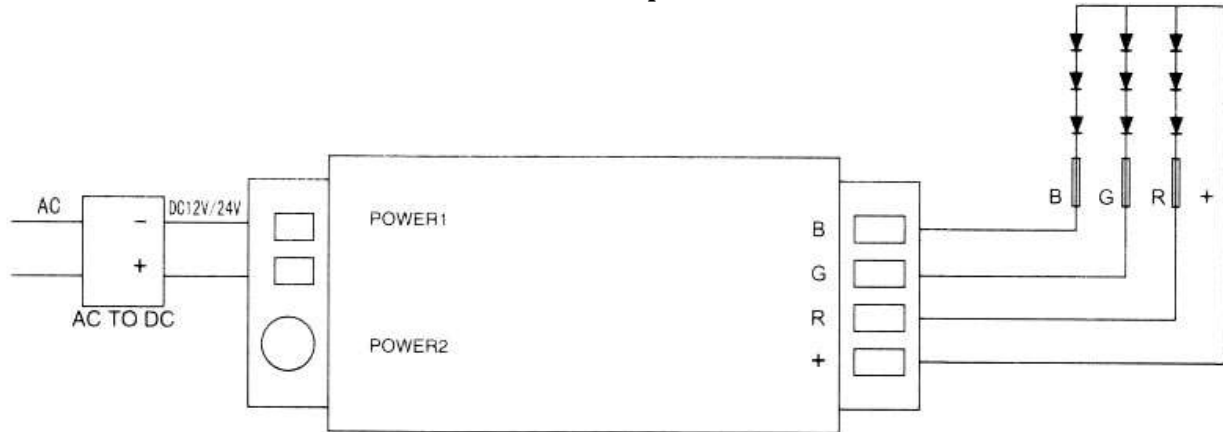 AC
DC12V/24V
-
+
AC TO DC
POWER1
POWER2
B
G
R
+
B G R +